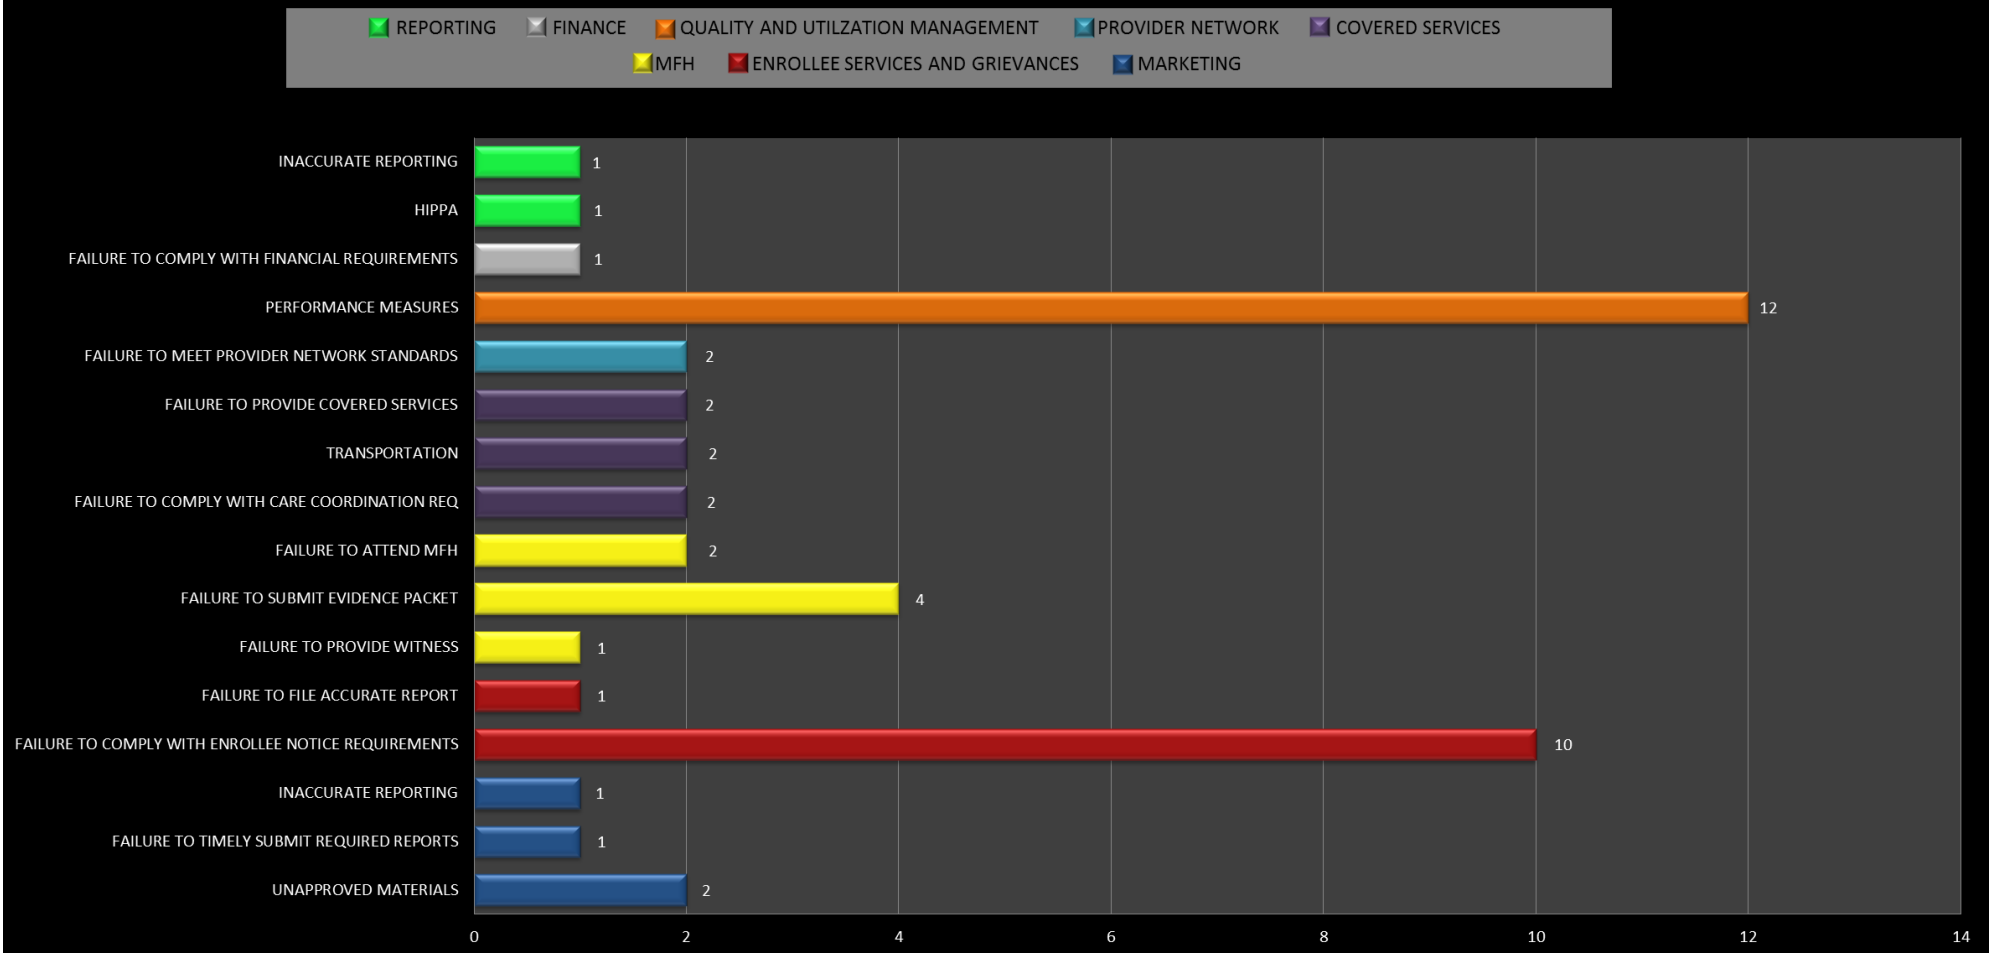 REPORTING FINANCE QUALITY AND UTILZATION MANAGEMENT PROVIDER NETWORK COVERED SERVICES
MFH ENROLLEE SERVICES AND GRIEVANCES MARKETING
INACCURATE REPORTING 1
HIPPA 1
FAILURE TO COMPLY WITH FINANCIAL REQUIREMENTS 1
PERFORMANCE MEASURES 12
FAILURE TO MEET PROVIDER NETWORK STANDARDS 2
FAILURE TO PROVIDE COVERED SERVICES 2
TRANSPORTATION 2
FAILURE TO COMPLY WITH CARE COORDINATION REQ 2
FAILURE TO ATTEND MFH 2
FAILURE TO SUBMIT EVIDENCE PACKET 4
FAILURE TO PROVIDE WITNESS 1
FAILURE TO FILE ACCURATE REPORT 1
FAILURE TO COMPLY WITH ENROLLEE NOTICE REQUIREMENTS 10
INACCURATE REPORTING 1
FAILURE TO TIMELY SUBMIT REQUIRED REPORTS 1
UNAPPROVED MATERIALS 2
0 2 4 6 8 10 12 14